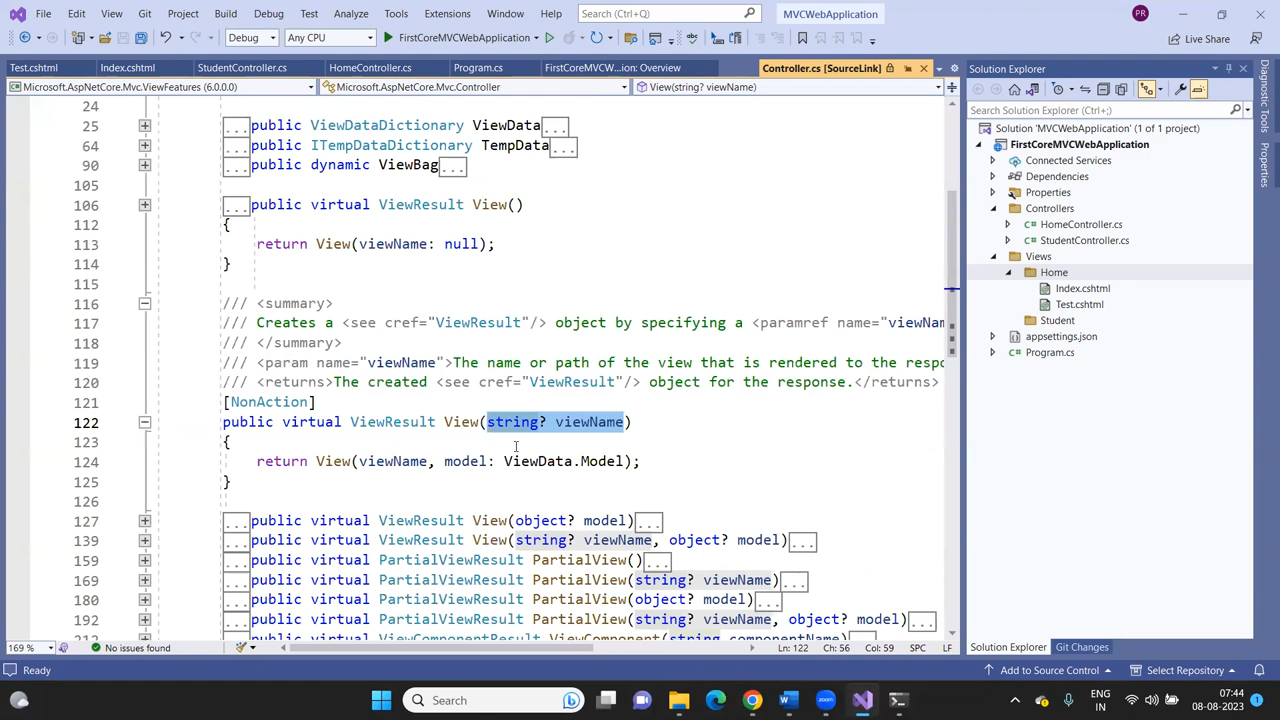 File Edit View Git Project Build Debug Test Analyze Tools Extensions Window Help Search (Ctrl+Q) MVCWebApplication PR
Debug Any CPU FirstCoreMVCWebApplication Live Share
Test.cshtml Index.cshtml StudentController.cs HomeController.cs Program.cs FirstCoreMVCW...ion: Overview Controller.cs [SourceLink] Solution Explorer
Microsoft.AspNetCore.Mvc.ViewFeatures (6.0.0.0) Microsoft.AspNetCore.Mvc.Controller View(string? viewName)
Search Solution Explorer (Ctrl+;)
Diagnostic Tools
Properties
Solution 'MVCWebApplication' (1 of 1 project)
FirstCoreMVCWebApplication
Connected Services
Dependencies
Properties
Controllers
HomeController.cs
StudentController.cs
Views
Home
Index.cshtml
Test.cshtml
Student
appsettings.json
Program.cs
24
25 ... public ViewDataDictionary ViewData...
64 ... public ITempDataDictionary TempData...
90 ... public dynamic ViewBag...
105
106 ... public virtual ViewResult View()
112 {
113 return View(viewName: null);
114 }
115
116 /// <summary>
117 /// Creates a <see cref="ViewResult"/> object by specifying a <paramref name="viewNam
118 /// </summary>
119 /// <param name="viewName">The name or path of the view that is rendered to the respo
120 /// <returns>The created <see cref="ViewResult"/> object for the response.</returns>
121 [NonAction]
122 public virtual ViewResult View(string? viewName)
123 {
124 return View(viewName, model: ViewData.Model);
125 }
126
127 ... public virtual ViewResult View(object? model)...
139 ... public virtual ViewResult View(string? viewName, object? model)...
159 ... public virtual PartialViewResult PartialView()...
169 ... public virtual PartialViewResult PartialView(string? viewName)...
180 ... public virtual PartialViewResult PartialView(object? model)...
192 ... public virtual PartialViewResult PartialView(string? viewName, object? model)...
212 ... public virtual ViewComponentResult ViewComponent(string componentName)...
169 % No issues found Ln: 122 Ch: 56 Col: 59 SPC LF Solution Explorer Git Changes
Ready Add to Source Control Select Repository
Search ENG IN 07:44 08-08-2023